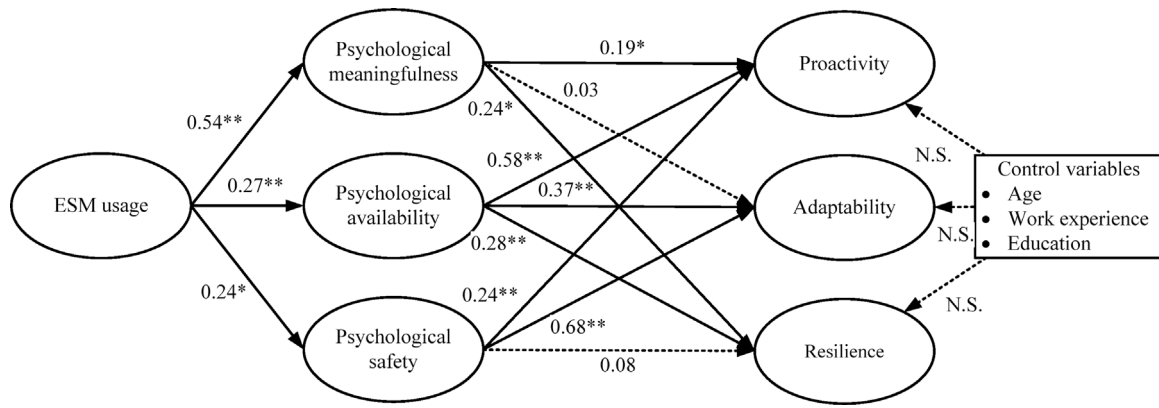 Psychological
meaningfulness
0.19*
Proactivity
0.03
0.24*
0.54**
N.S.
0.58**
Control variables
• Age
• Work experience
• Education
ESM usage
0.27**
Psychological
availability
0.37**
Adaptability
N.S.
0.28**
0.24*
0.24**
N.S.
Psychological
safety
0.68**
0.08
Resilience